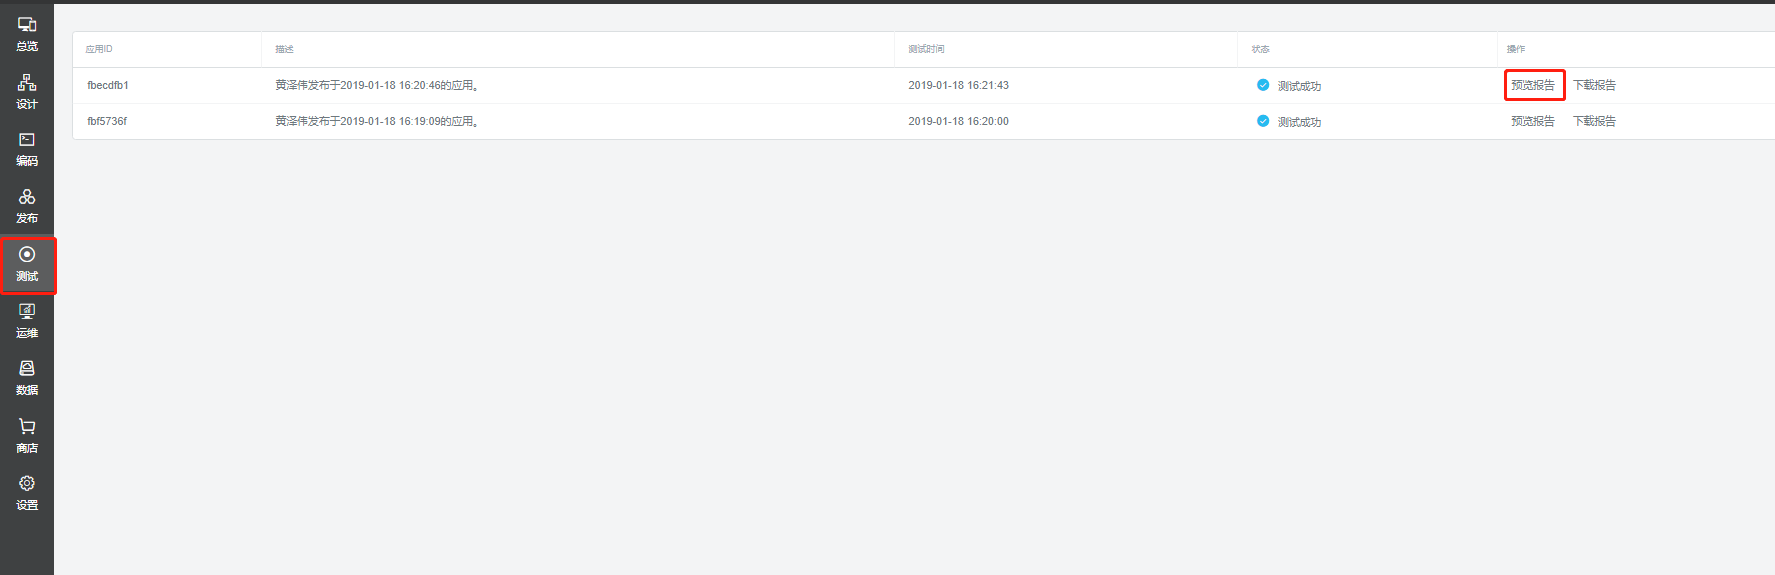 总览
设计
编码
发布
测试
运维
数据
商店
设置
应用ID 描述 测试时间 状态 操作
fbecdfb1 黄泽伟发布于2019-01-18 16:20:46的应用。 2019-01-18 16:21:43 测试成功 预览报告 下载报告
fbf5736f 黄泽伟发布于2019-01-18 16:19:09的应用。 2019-01-18 16:20:00 测试成功 预览报告 下载报告